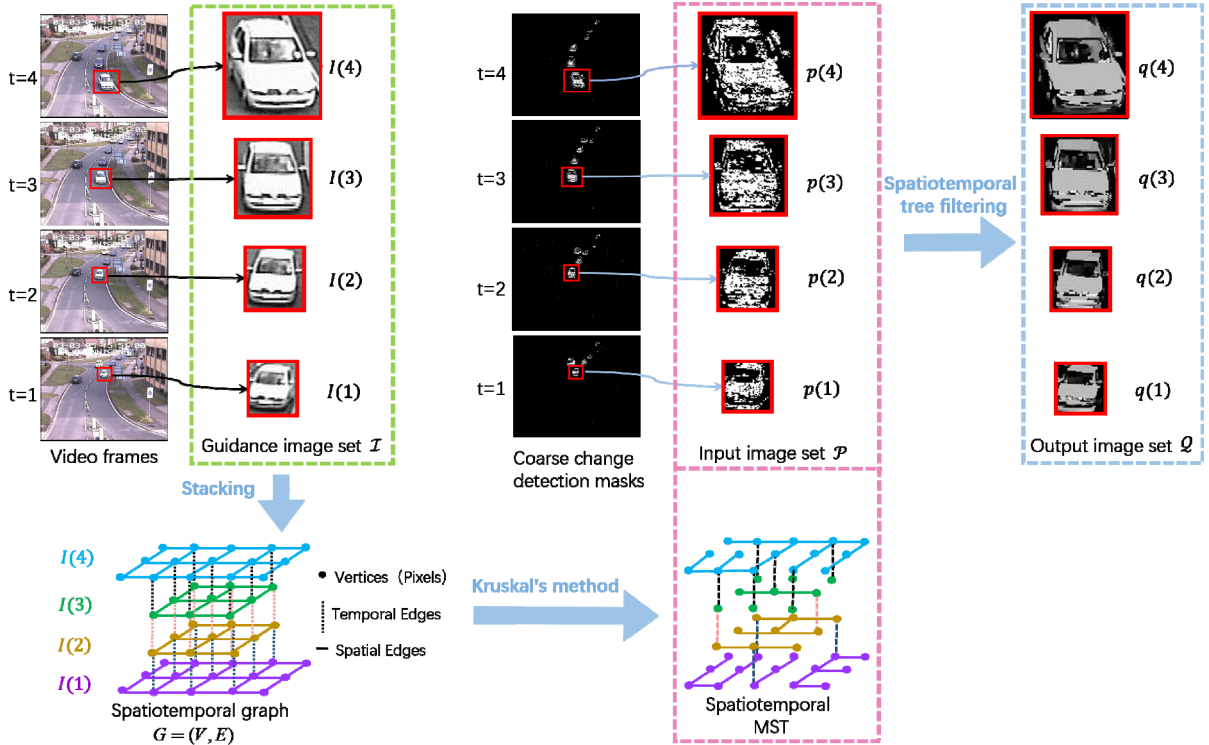 t=4
I(4)
t=3
I(3)
t=2
I(2)
t=1
I(1)
Video frames
Guidance image set ℐ
t=4
p(4)
t=3
p(3)
t=2
p(2)
t=1
p(1)
Coarse change
detection masks
Input image set 𝒫
Spatiotemporal
tree filtering
q(4)
q(3)
q(2)
q(1)
Output image set 𝒬
Stacking
I(4)
I(3)
I(2)
I(1)
Vertices (Pixels)
Temporal Edges
Spatial Edges
Spatiotemporal graph
G = (V, E)
Kruskal's method
Spatiotemporal
MST